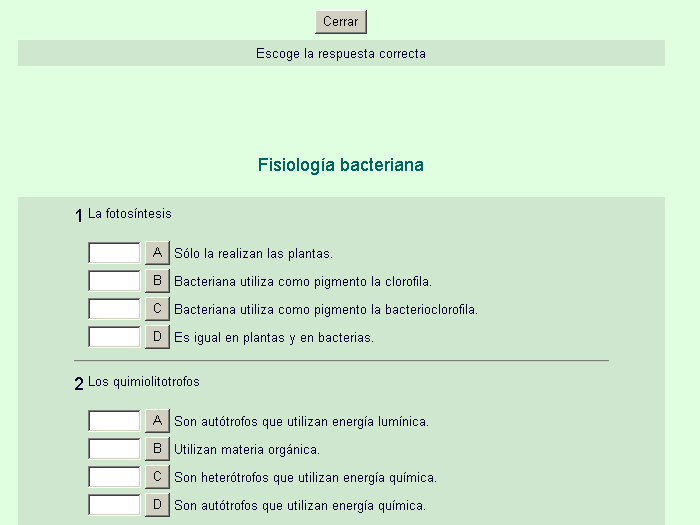 Cerrar
Escoge la respuesta correcta
Fisiología bacteriana
1 La fotosíntesis
A Sólo la realizan las plantas.
B Bacteriana utiliza como pigmento la clorofila.
C Bacteriana utiliza como pigmento la bacterioclorofila.
D Es igual en plantas y en bacterias.
2 Los quimiolitotrofos
A Son autótrofos que utilizan energía lumínica.
B Utilizan materia orgánica.
C Son heterótrofos que utilizan energía química.
D Son autótrofos que utilizan energía química.